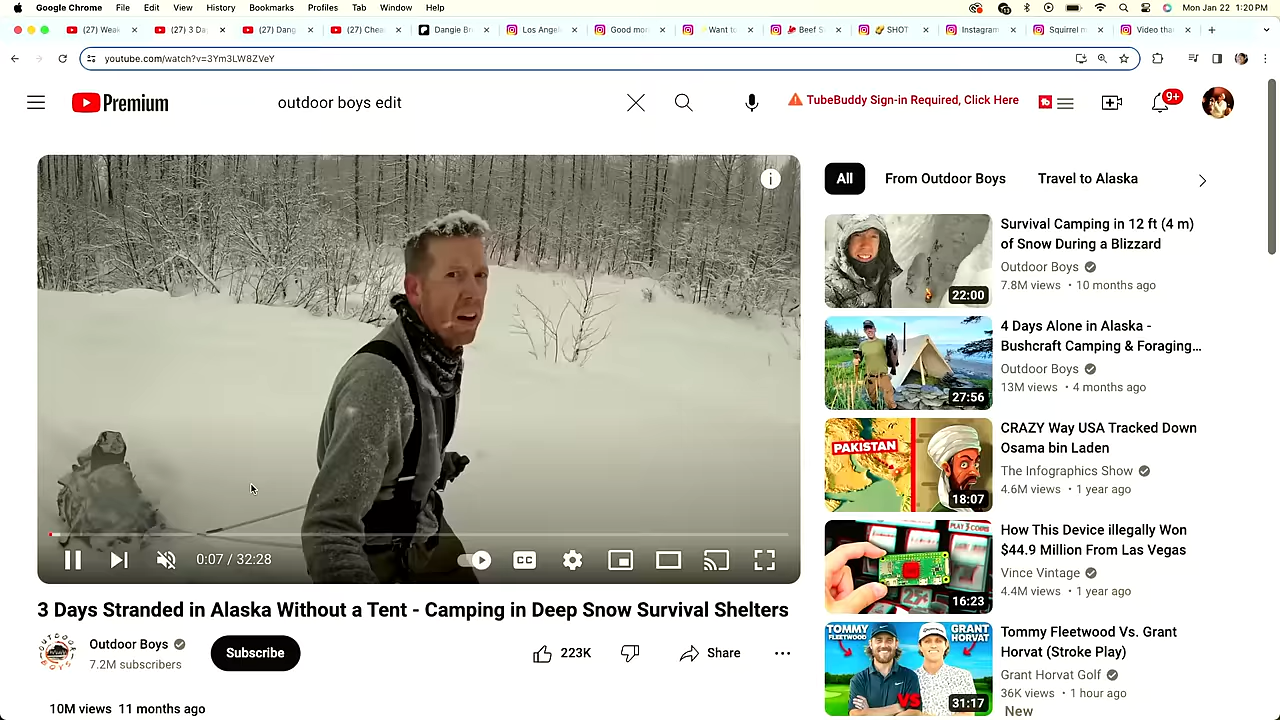 Google Chrome File Edit View History Bookmarks Profiles Tab Window Help Mon Jan 22 1:20 PM
(27) Weak (27) 3 Da (27) Dang (27) Chea Dangie Br Los Angel Good mor Want to Beef S SHOT Instagram Squirrel n Video tha
youtube.com/watch?v=3Ym3LW8ZVeY
Premium
outdoor boys edit
TubeBuddy Sign-in Required, Click Here
9+
All From Outdoor Boys Travel to Alaska
Survival Camping in 12 ft (4 m)
of Snow During a Blizzard
Outdoor Boys
7.8M views • 10 months ago
22:00
4 Days Alone in Alaska -
Bushcraft Camping & Foraging...
Outdoor Boys
13M views • 4 months ago
27:56
PAKISTAN
CRAZY Way USA Tracked Down
Osama bin Laden
The Infographics Show
4.6M views • 1 year ago
18:07
PLAY 3 COINS
How This Device illegally Won
$44.9 Million From Las Vegas
Vince Vintage
4.4M views • 1 year ago
16:23
TOMMY
FLEETWOOD
GRANT
HORVAT
VS
Tommy Fleetwood Vs. Grant
Horvat (Stroke Play)
Grant Horvat Golf
36K views • 1 hour ago
31:17
New
0:07 / 32:28
CC
3 Days Stranded in Alaska Without a Tent - Camping in Deep Snow Survival Shelters
Outdoor Boys
7.2M subscribers
Subscribe
223K
Share
10M views 11 months ago